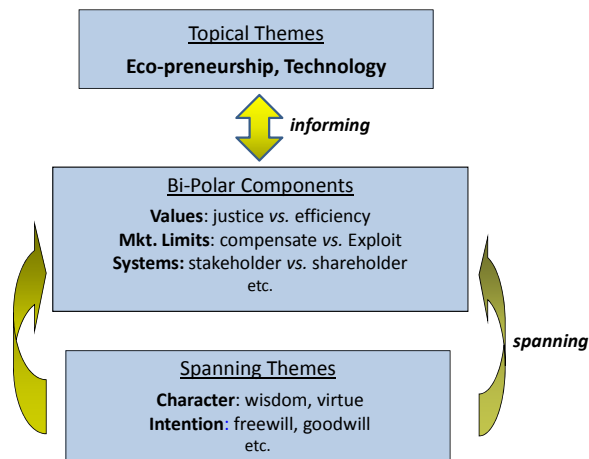 Topical Themes
Eco-preneurship, Technology
informing
Bi-Polar Components
Values: justice vs. efficiency
Mkt. Limits: compensate vs. Exploit
Systems: stakeholder vs. shareholder
etc.
spanning
Spanning Themes
Character: wisdom, virtue
Intention: freewill, goodwill
etc.